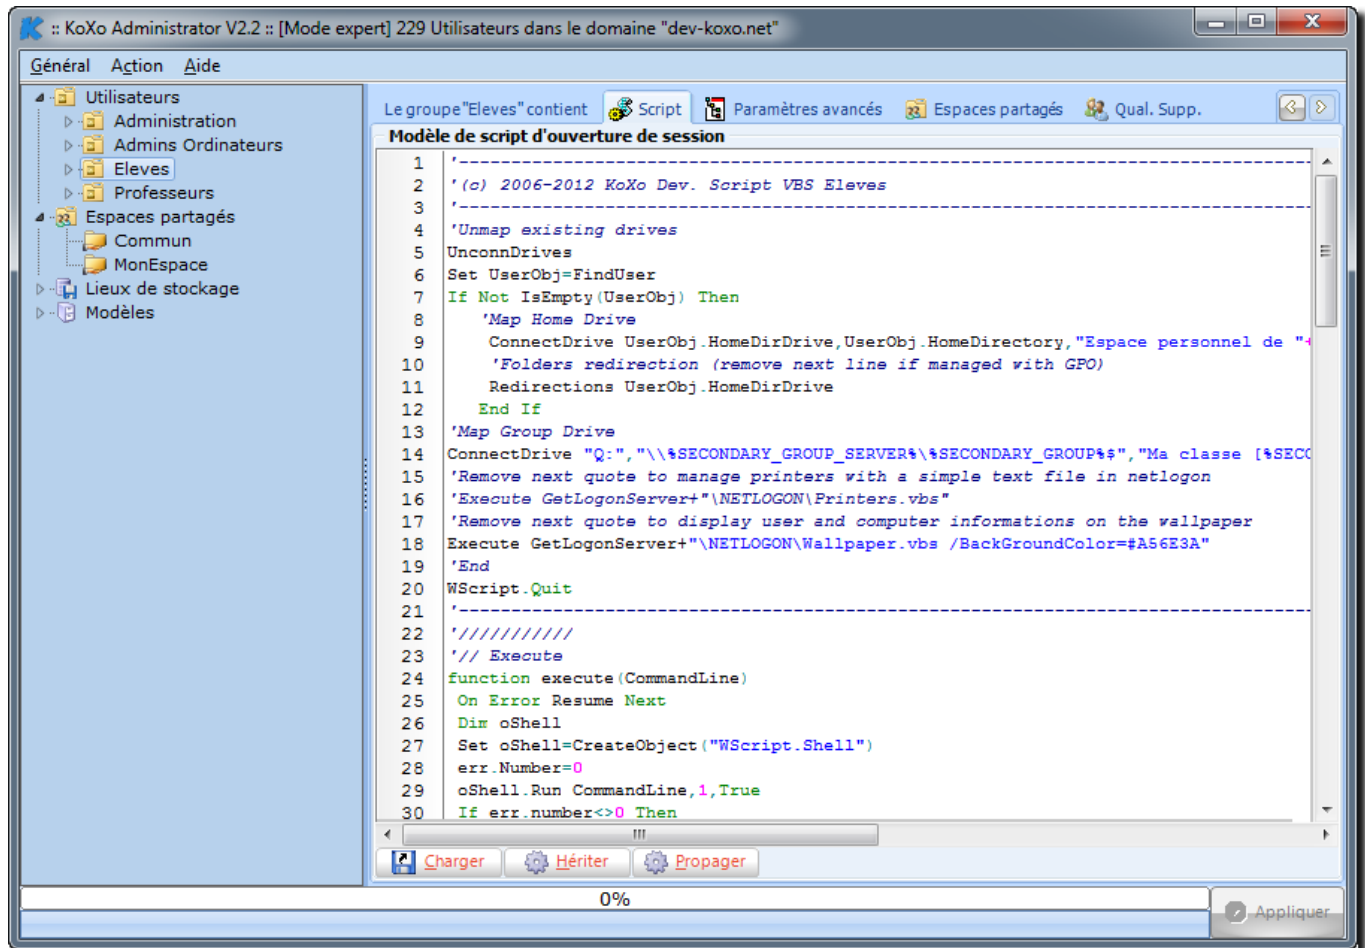 :: KoXo Administrator V2.2 :: [Mode expert] 229 Utilisateurs dans le domaine "dev-koxo.net"
Général Action Aide
Utilisateurs
Administration
Admins Ordinateurs
Eleves
Professeurs
Espaces partagés
Commun
MonEspace
Lieux de stockage
Modèles
Le groupe "Eleves" contient Script Paramètres avancés Espaces partagés Qual. Supp.
Modèle de script d'ouverture de session
1 '----------------------------------------------------------------------------------
2 '(c) 2006-2012 KoXo Dev. Script VBS Eleves
3 '----------------------------------------------------------------------------------
4 'Unmap existing drives
5 UnconnDrives
6 Set UserObj=FindUser
7 If Not IsEmpty(UserObj) Then
8 'Map Home Drive
9 ConnectDrive UserObj.HomeDirDrive,UserObj.HomeDirectory,"Espace personnel de "+
10 'Folders redirection (remove next line if managed with GPO)
11 Redirections UserObj.HomeDirDrive
12 End If
13 'Map Group Drive
14 ConnectDrive "Q:","\\%SECONDARY_GROUP_SERVER%\%SECONDARY_GROUP%$","Ma classe [%SECO
15 'Remove next quote to manage printers with a simple text file in netlogon
16 'Execute GetLogonServer+"\NETLOGON\Printers.vbs"
17 'Remove next quote to display user and computer informations on the wallpaper
18 Execute GetLogonServer+"\NETLOGON\Wallpaper.vbs /BackGroundColor=#A56E3A"
19 'End
20 WScript.Quit
21 '----------------------------------------------------------------------------------
22 '///////////
23 '// Execute
24 function execute(CommandLine)
25 On Error Resume Next
26 Dim oShell
27 Set oShell=CreateObject("WScript.Shell")
28 err.Number=0
29 oShell.Run CommandLine,1,True
30 If err.number<>0 Then
Charger Hériter Propager
0%
Appliquer